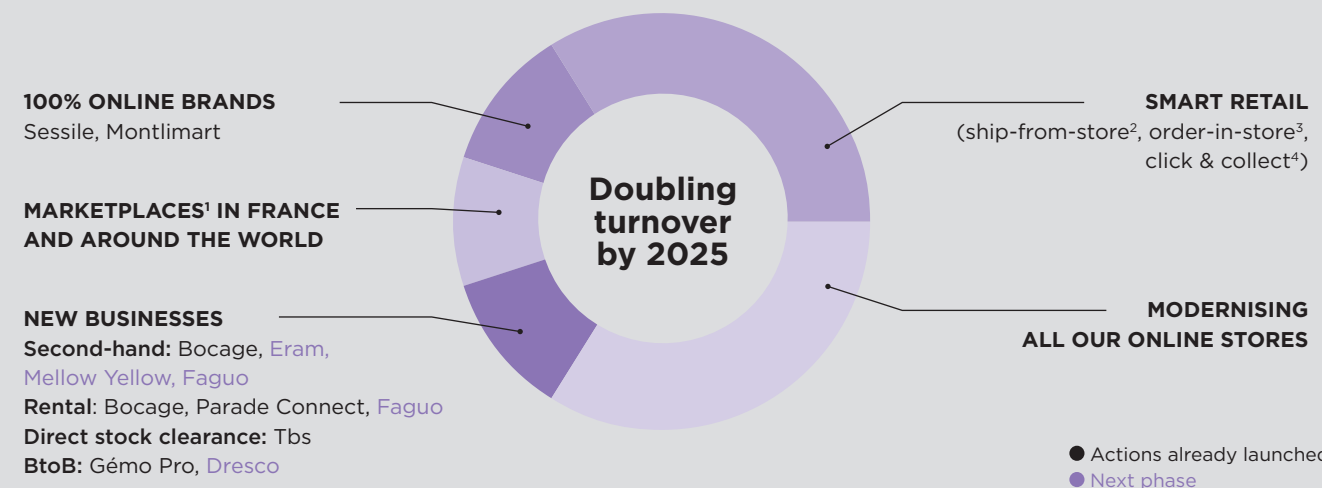 100% ONLINE BRANDS
Sessile, Montlimart
MARKETPLACES¹ IN FRANCE
AND AROUND THE WORLD
NEW BUSINESSES
Second-hand: Bocage, Eram,
Mellow Yellow, Faguo
Rental: Bocage, Parade Connect, Faguo
Direct stock clearance: Tbs
BtoB: Gémo Pro, Dresco
Doubling
turnover
by 2025
SMART RETAIL
(ship-from-store², order-in-store³,
click & collect⁴)
MODERNISING
ALL OUR ONLINE STORES
Actions already launched
Next phase